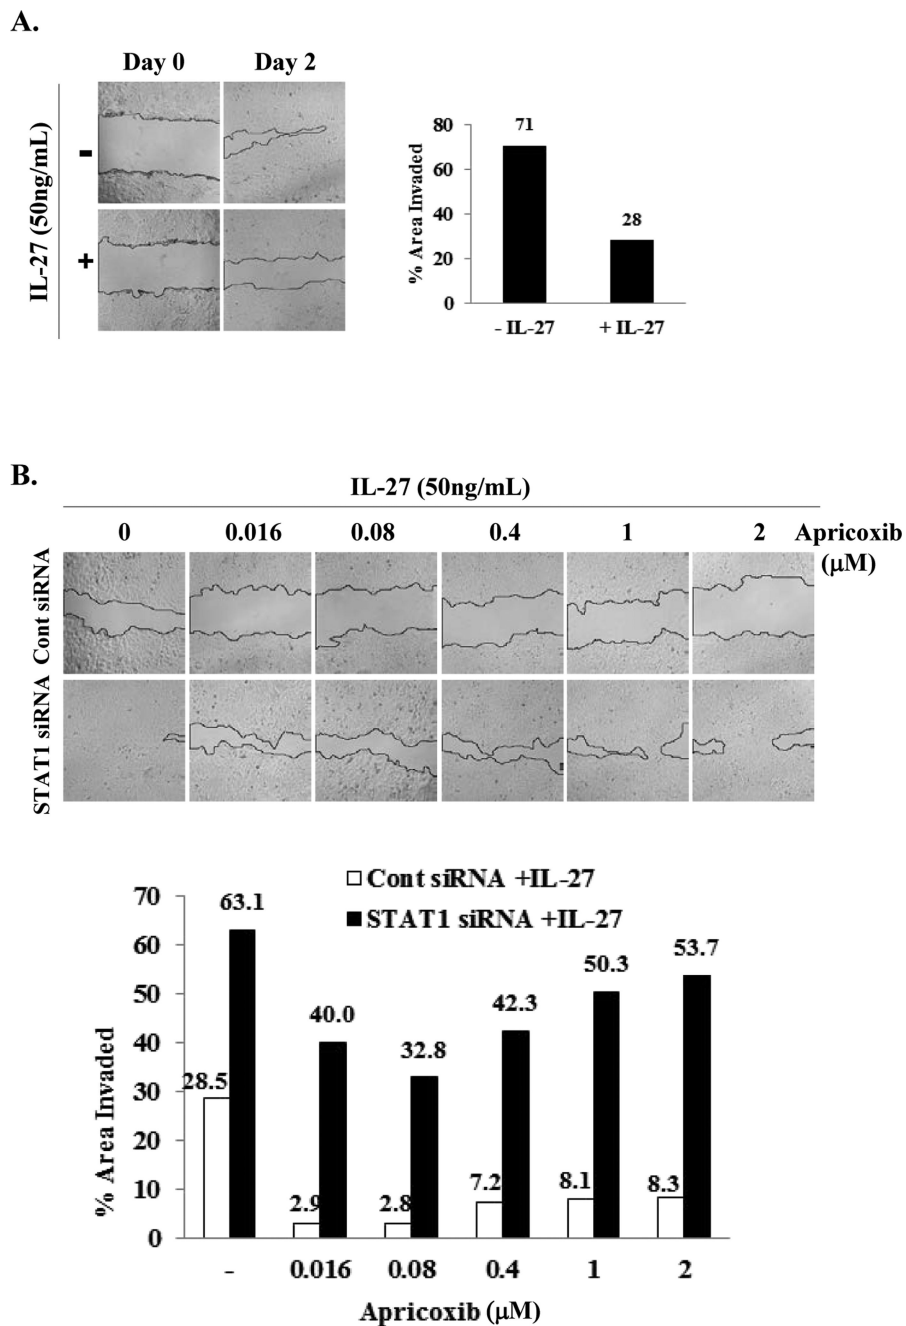 A.
Day 0 Day 2
IL-27 (50ng/mL)
-
+
% Area Invaded
80
60
40
20
0
71
28
- IL-27 + IL-27
B.
IL-27 (50ng/mL)
0 0.016 0.08 0.4 1 2 Apricoxib
(μM)
Cont siRNA
STAT1 siRNA
Cont siRNA +IL-27
STAT1 siRNA +IL-27
% Area Invaded
70
60
50
40
30
20
10
0
28.5 63.1 2.9 40.0 2.8 32.8 7.2 42.3 8.1 50.3 8.3 53.7
- 0.016 0.08 0.4 1 2
Apricoxib (μM)